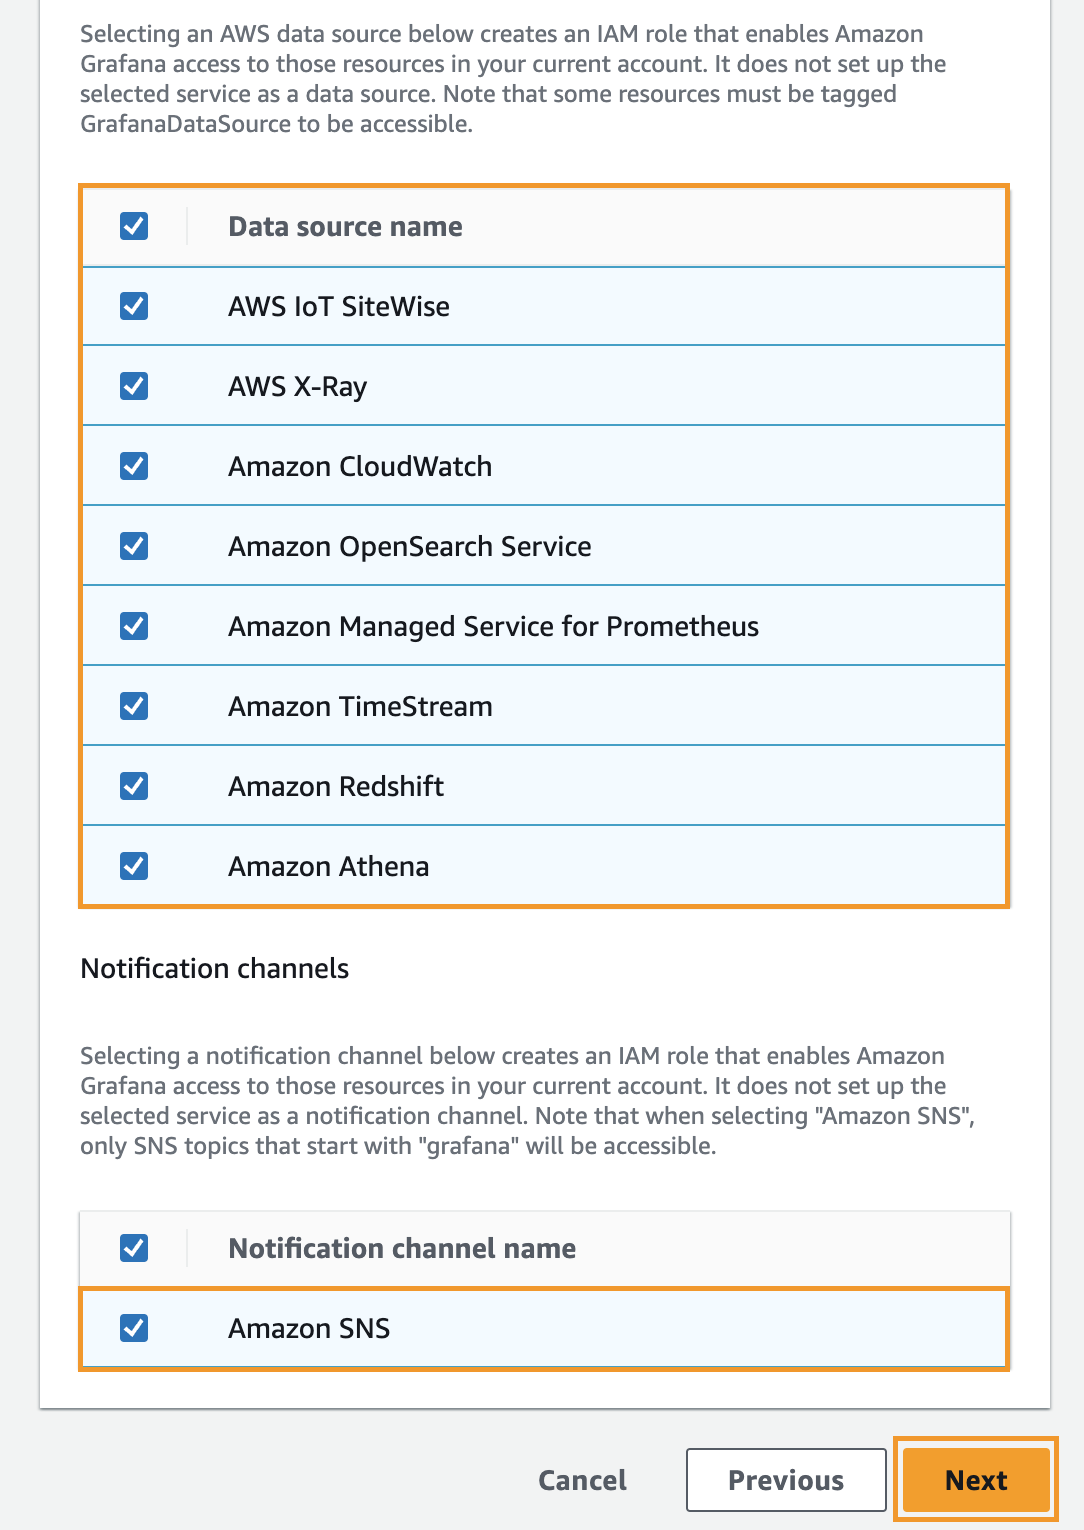 Selecting an AWS data source below creates an IAM role that enables Amazon
Grafana access to those resources in your current account. It does not set up the
selected service as a data source. Note that some resources must be tagged
GrafanaDataSource to be accessible.
Data source name
AWS IoT SiteWise
AWS X-Ray
Amazon CloudWatch
Amazon OpenSearch Service
Amazon Managed Service for Prometheus
Amazon TimeStream
Amazon Redshift
Amazon Athena
Notification channels
Selecting a notification channel below creates an IAM role that enables Amazon
Grafana access to those resources in your current account. It does not set up the
selected service as a notification channel. Note that when selecting "Amazon SNS",
only SNS topics that start with "grafana" will be accessible.
Notification channel name
Amazon SNS
Cancel
Previous
Next